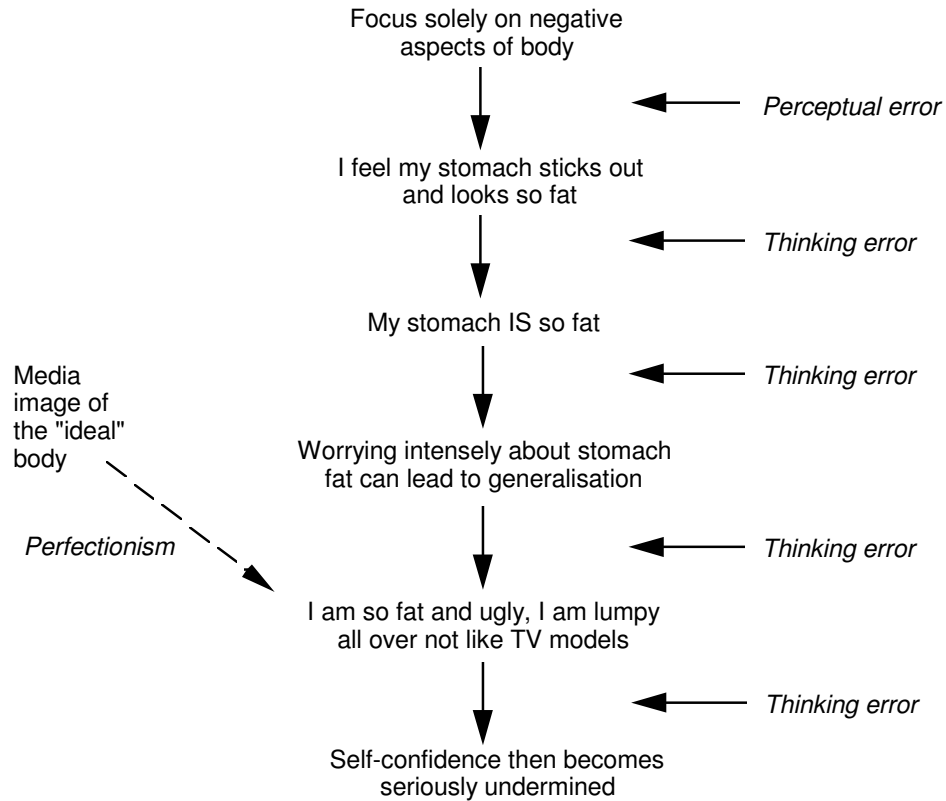 Focus solely on negative
aspects of body
Perceptual error
I feel my stomach sticks out
and looks so fat
Thinking error
My stomach IS so fat
Thinking error
Media
image of
the "ideal"
body
Worrying intensely about stomach
fat can lead to generalisation
Perfectionism
Thinking error
I am so fat and ugly, I am lumpy
all over not like TV models
Thinking error
Self-confidence then becomes
seriously undermined